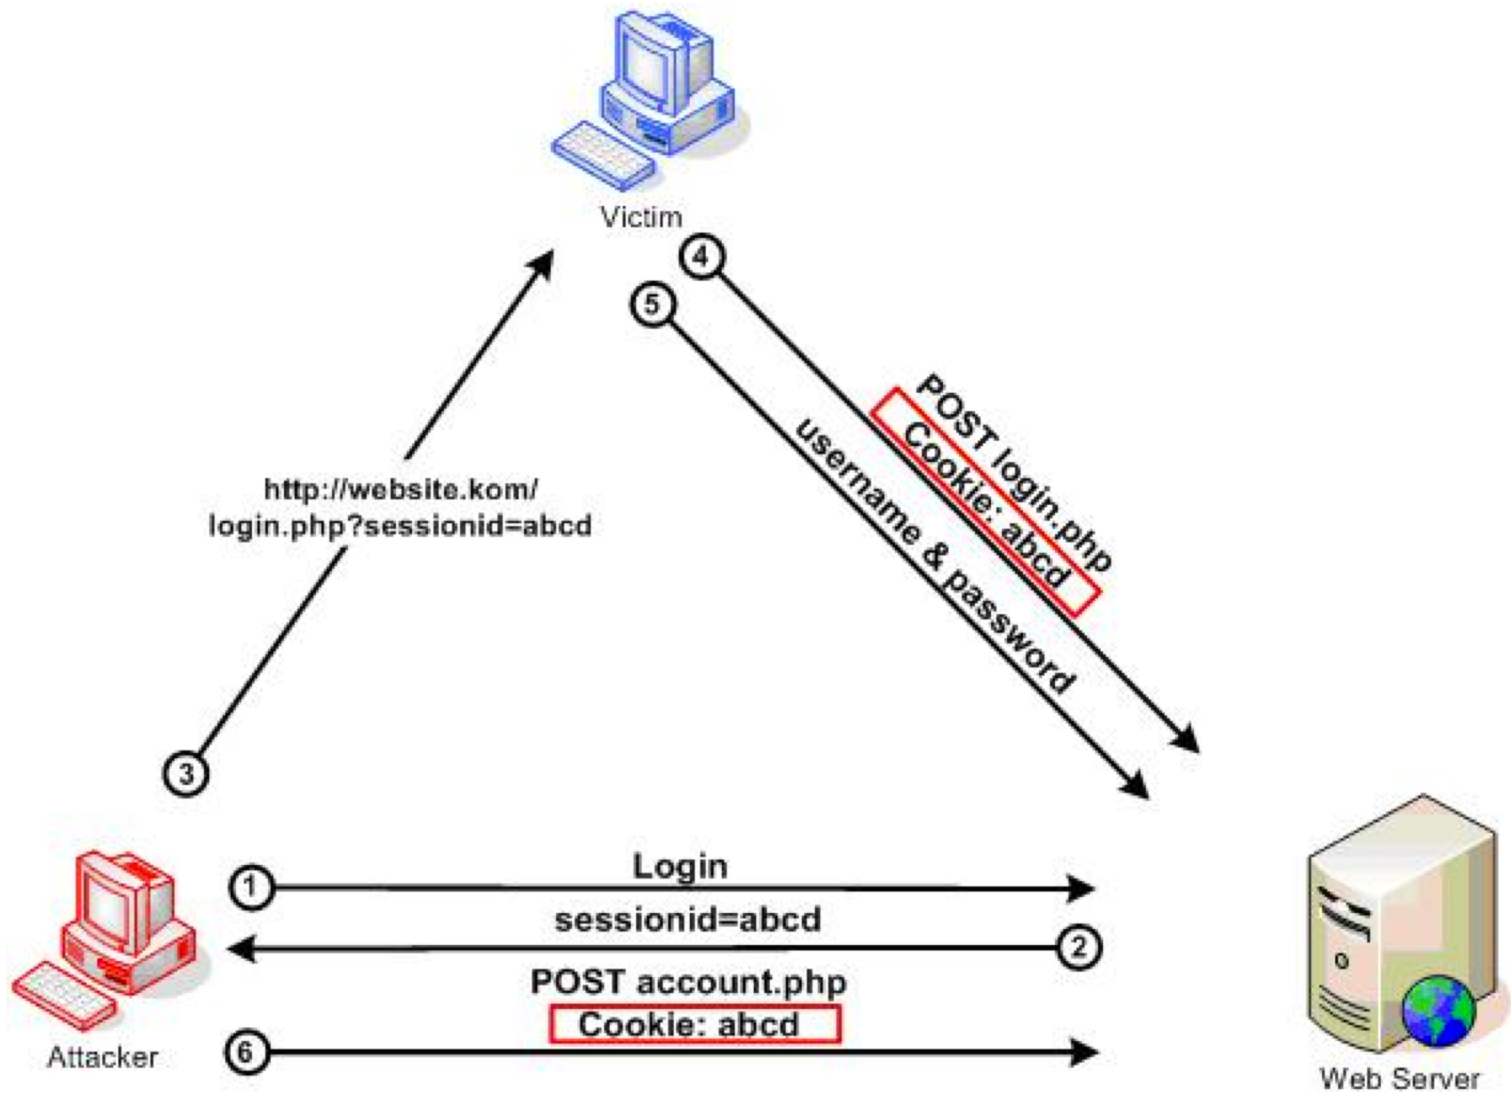 Victim
4
5
POST login.php
Cookie: abcd
username & password
http://website.kom/
login.php?sessionid=abcd
3
1
Login
sessionid=abcd
2
POST account.php
Cookie: abcd
6
Attacker
Web Server